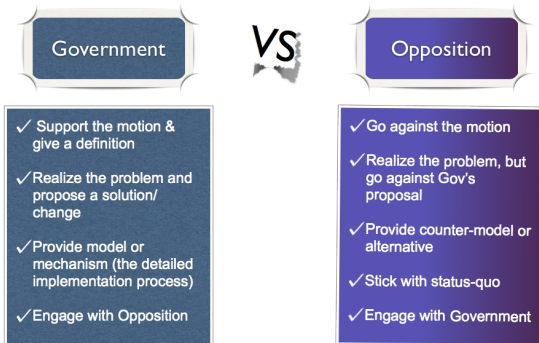 Government
VS
Opposition
✓ Support the motion &
give a definition
✓ Realize the problem and
propose a solution/
change
✓ Provide model or
mechanism (the detailed
implementation process)
✓ Engage with Opposition
✓ Go against the motion
✓ Realize the problem, but
go against Gov's
proposal
✓ Provide counter-model or
alternative
✓ Stick with status-quo
✓ Engage with Government